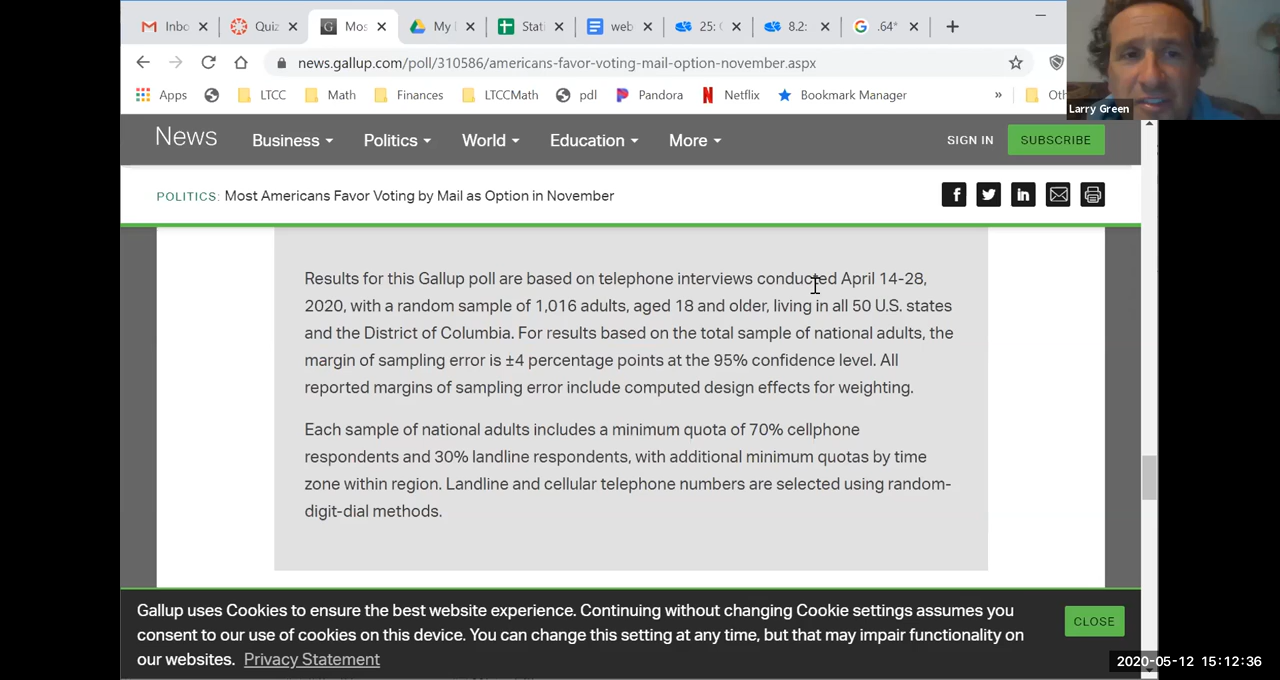 Inbo
Quiz
Mos
My
Stati
web
25: (
8.2:
.64*
news.gallup.com/poll/310586/americans-favor-voting-mail-option-november.aspx
Apps
LTCC
Math
Finances
LTCCMath
pdl
Pandora
Netflix
Bookmark Manager
»
Oth
Larry Green
News
Business
Politics
World
Education
More
SIGN IN
SUBSCRIBE
POLITICS: Most Americans Favor Voting by Mail as Option in November
Results for this Gallup poll are based on telephone interviews conducted April 14-28,
2020, with a random sample of 1,016 adults, aged 18 and older, living in all 50 U.S. states
and the District of Columbia. For results based on the total sample of national adults, the
margin of sampling error is ±4 percentage points at the 95% confidence level. All
reported margins of sampling error include computed design effects for weighting.
Each sample of national adults includes a minimum quota of 70% cellphone
respondents and 30% landline respondents, with additional minimum quotas by time
zone within region. Landline and cellular telephone numbers are selected using random-
digit-dial methods.
Gallup uses Cookies to ensure the best website experience. Continuing without changing Cookie settings assumes you
consent to our use of cookies on this device. You can change this setting at any time, but that may impair functionality on
our websites. Privacy Statement
CLOSE
2020-05-12 15:12:36